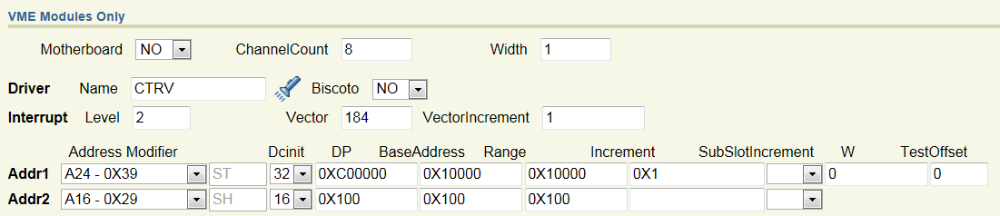 VME Modules Only
Motherboard NO ChannelCount 8 Width 1
Driver Name CTRV Biscoto NO
Interrupt Level 2 Vector 184 VectorIncrement 1
Address Modifier Dcinit DP BaseAddress Range Increment SubSlotIncrement W TestOffset
Addr1 A24 - 0X39 ST 32 0XC00000 0X10000 0X10000 0X1 0 0
Addr2 A16 - 0X29 SH 16 0X100 0X100 0X100